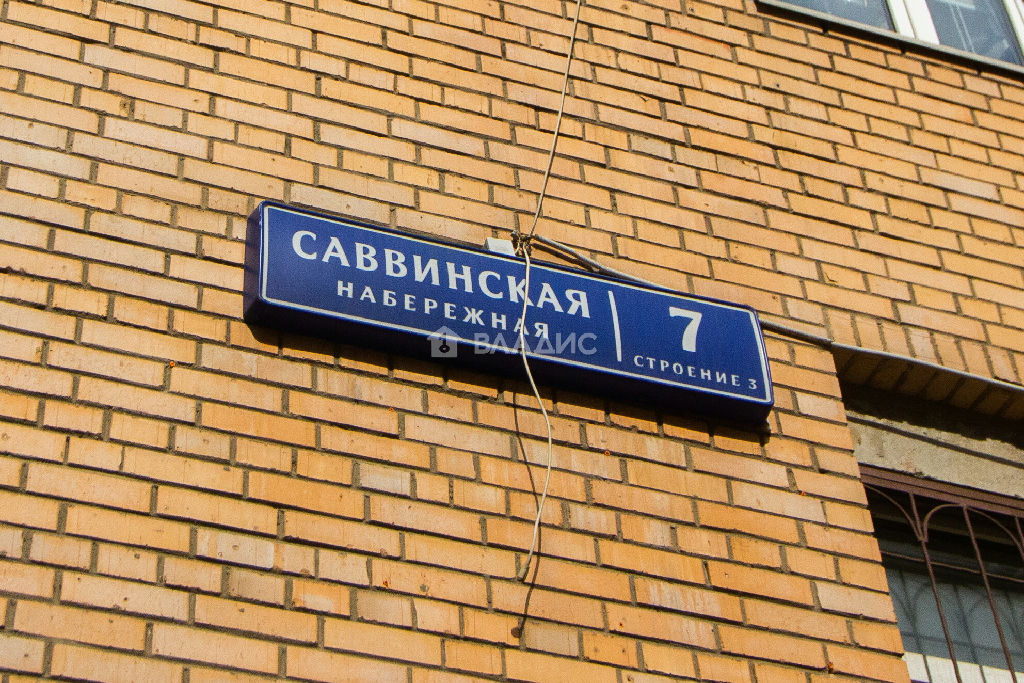 САВВИНСКАЯ
НАБЕРЕЖНАЯ
7
СТРОЕНИЕ 3
ВЛАДИС